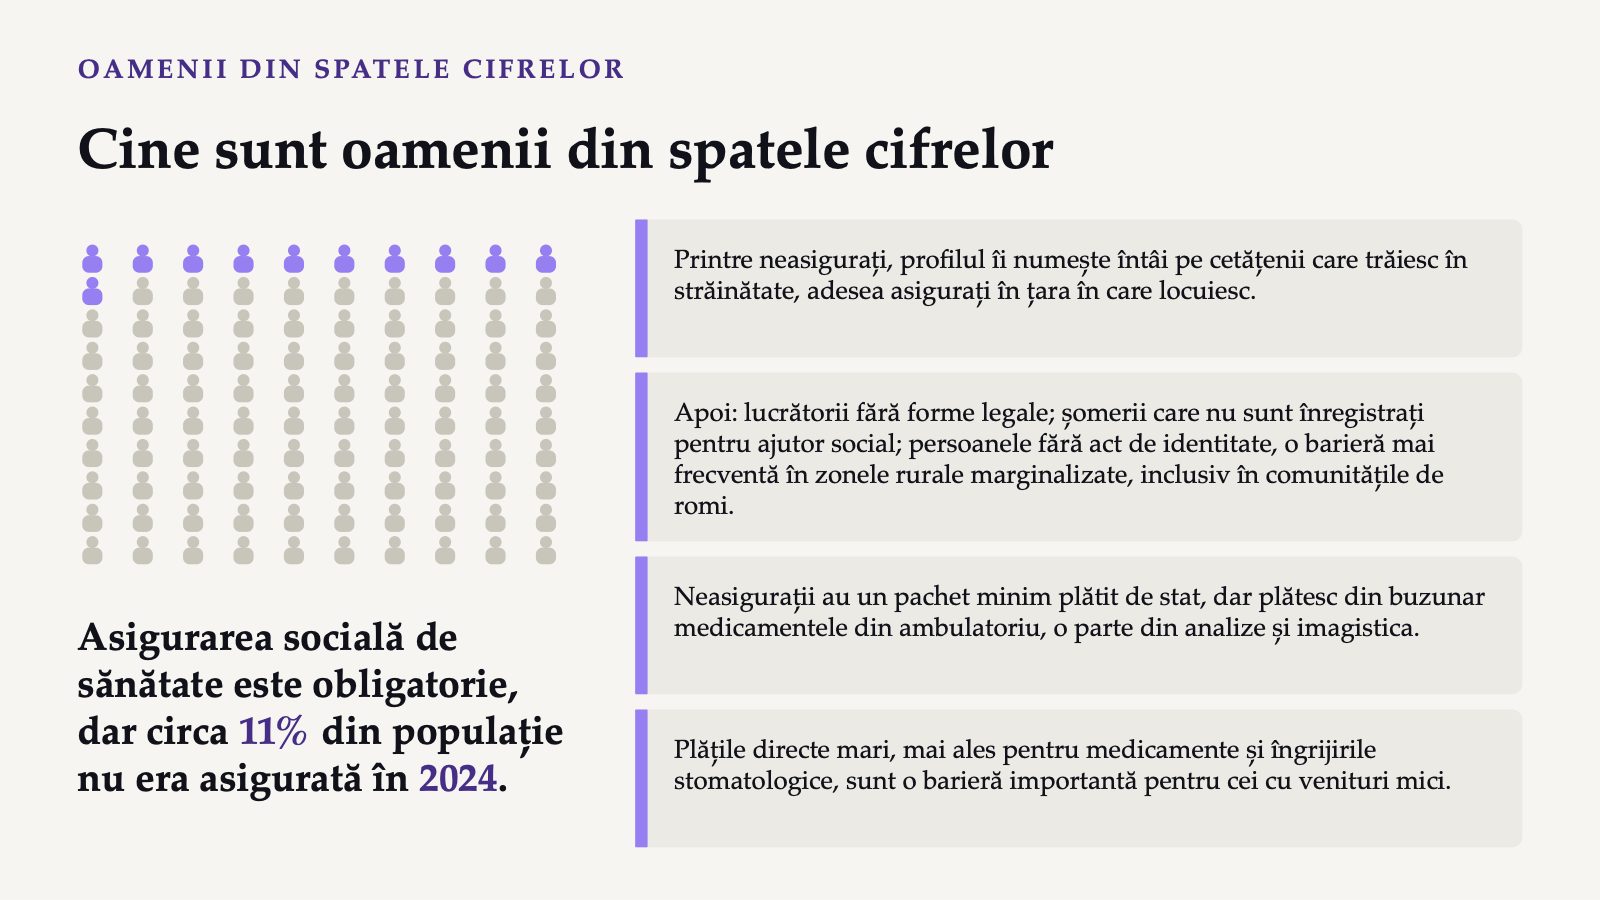 OAMENII DIN SPATELE CIFRELOR
Cine sunt oamenii din spatele cifrelor
Asigurarea socială de
sănătate este obligatorie,
dar circa 11% din populație
nu era asigurată în 2024.
Printre neasigurați, profilul îi numește întâi pe cetățenii care trăiesc în
străinătate, adesea asigurați în țara în care locuiesc.
Apoi: lucrătorii fără forme legale; șomerii care nu sunt înregistrați
pentru ajutor social; persoanele fără act de identitate, o barieră mai
frecventă în zonele rurale marginalizate, inclusiv în comunitățile de
romi.
Neasigurații au un pachet minim plătit de stat, dar plătesc din buzunar
medicamentele din ambulatoriu, o parte din analize și imagistica.
Plățile directe mari, mai ales pentru medicamente și îngrijirile
stomatologice, sunt o barieră importantă pentru cei cu venituri mici.